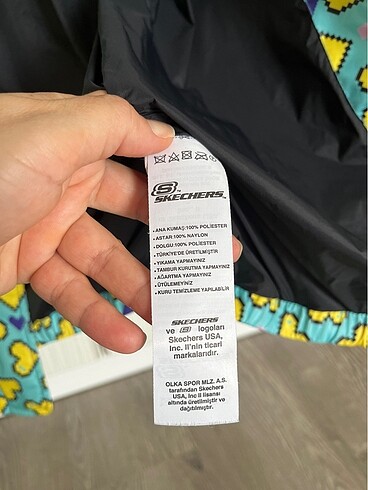 SKECHERS
• ANA KUMAŞ:100% POLIESTER
• ASTAR:100% NAYLON
• DOLGU:100% POLIESTER
• TÜRKİYE'DE ÜRETİLMİŞTİR
• YIKAMA YAPMAYINIZ
• TAMBUR KURUTMA YAPMAYINIZ
• AĞARTMA YAPMAYINIZ
• ÜTÜLEMEYİNİZ
• KURU TEMİZLEME YAPILABİLİR
SKECHERS
ve S logoları
Skechers USA,
Inc. II'nin ticari
markalarıdır.
OLKA SPOR MLZ. A.S.
tarafından Skechers
USA, Inc II lisansı
altında üretilmiştir ve
dağıtılmıştır.